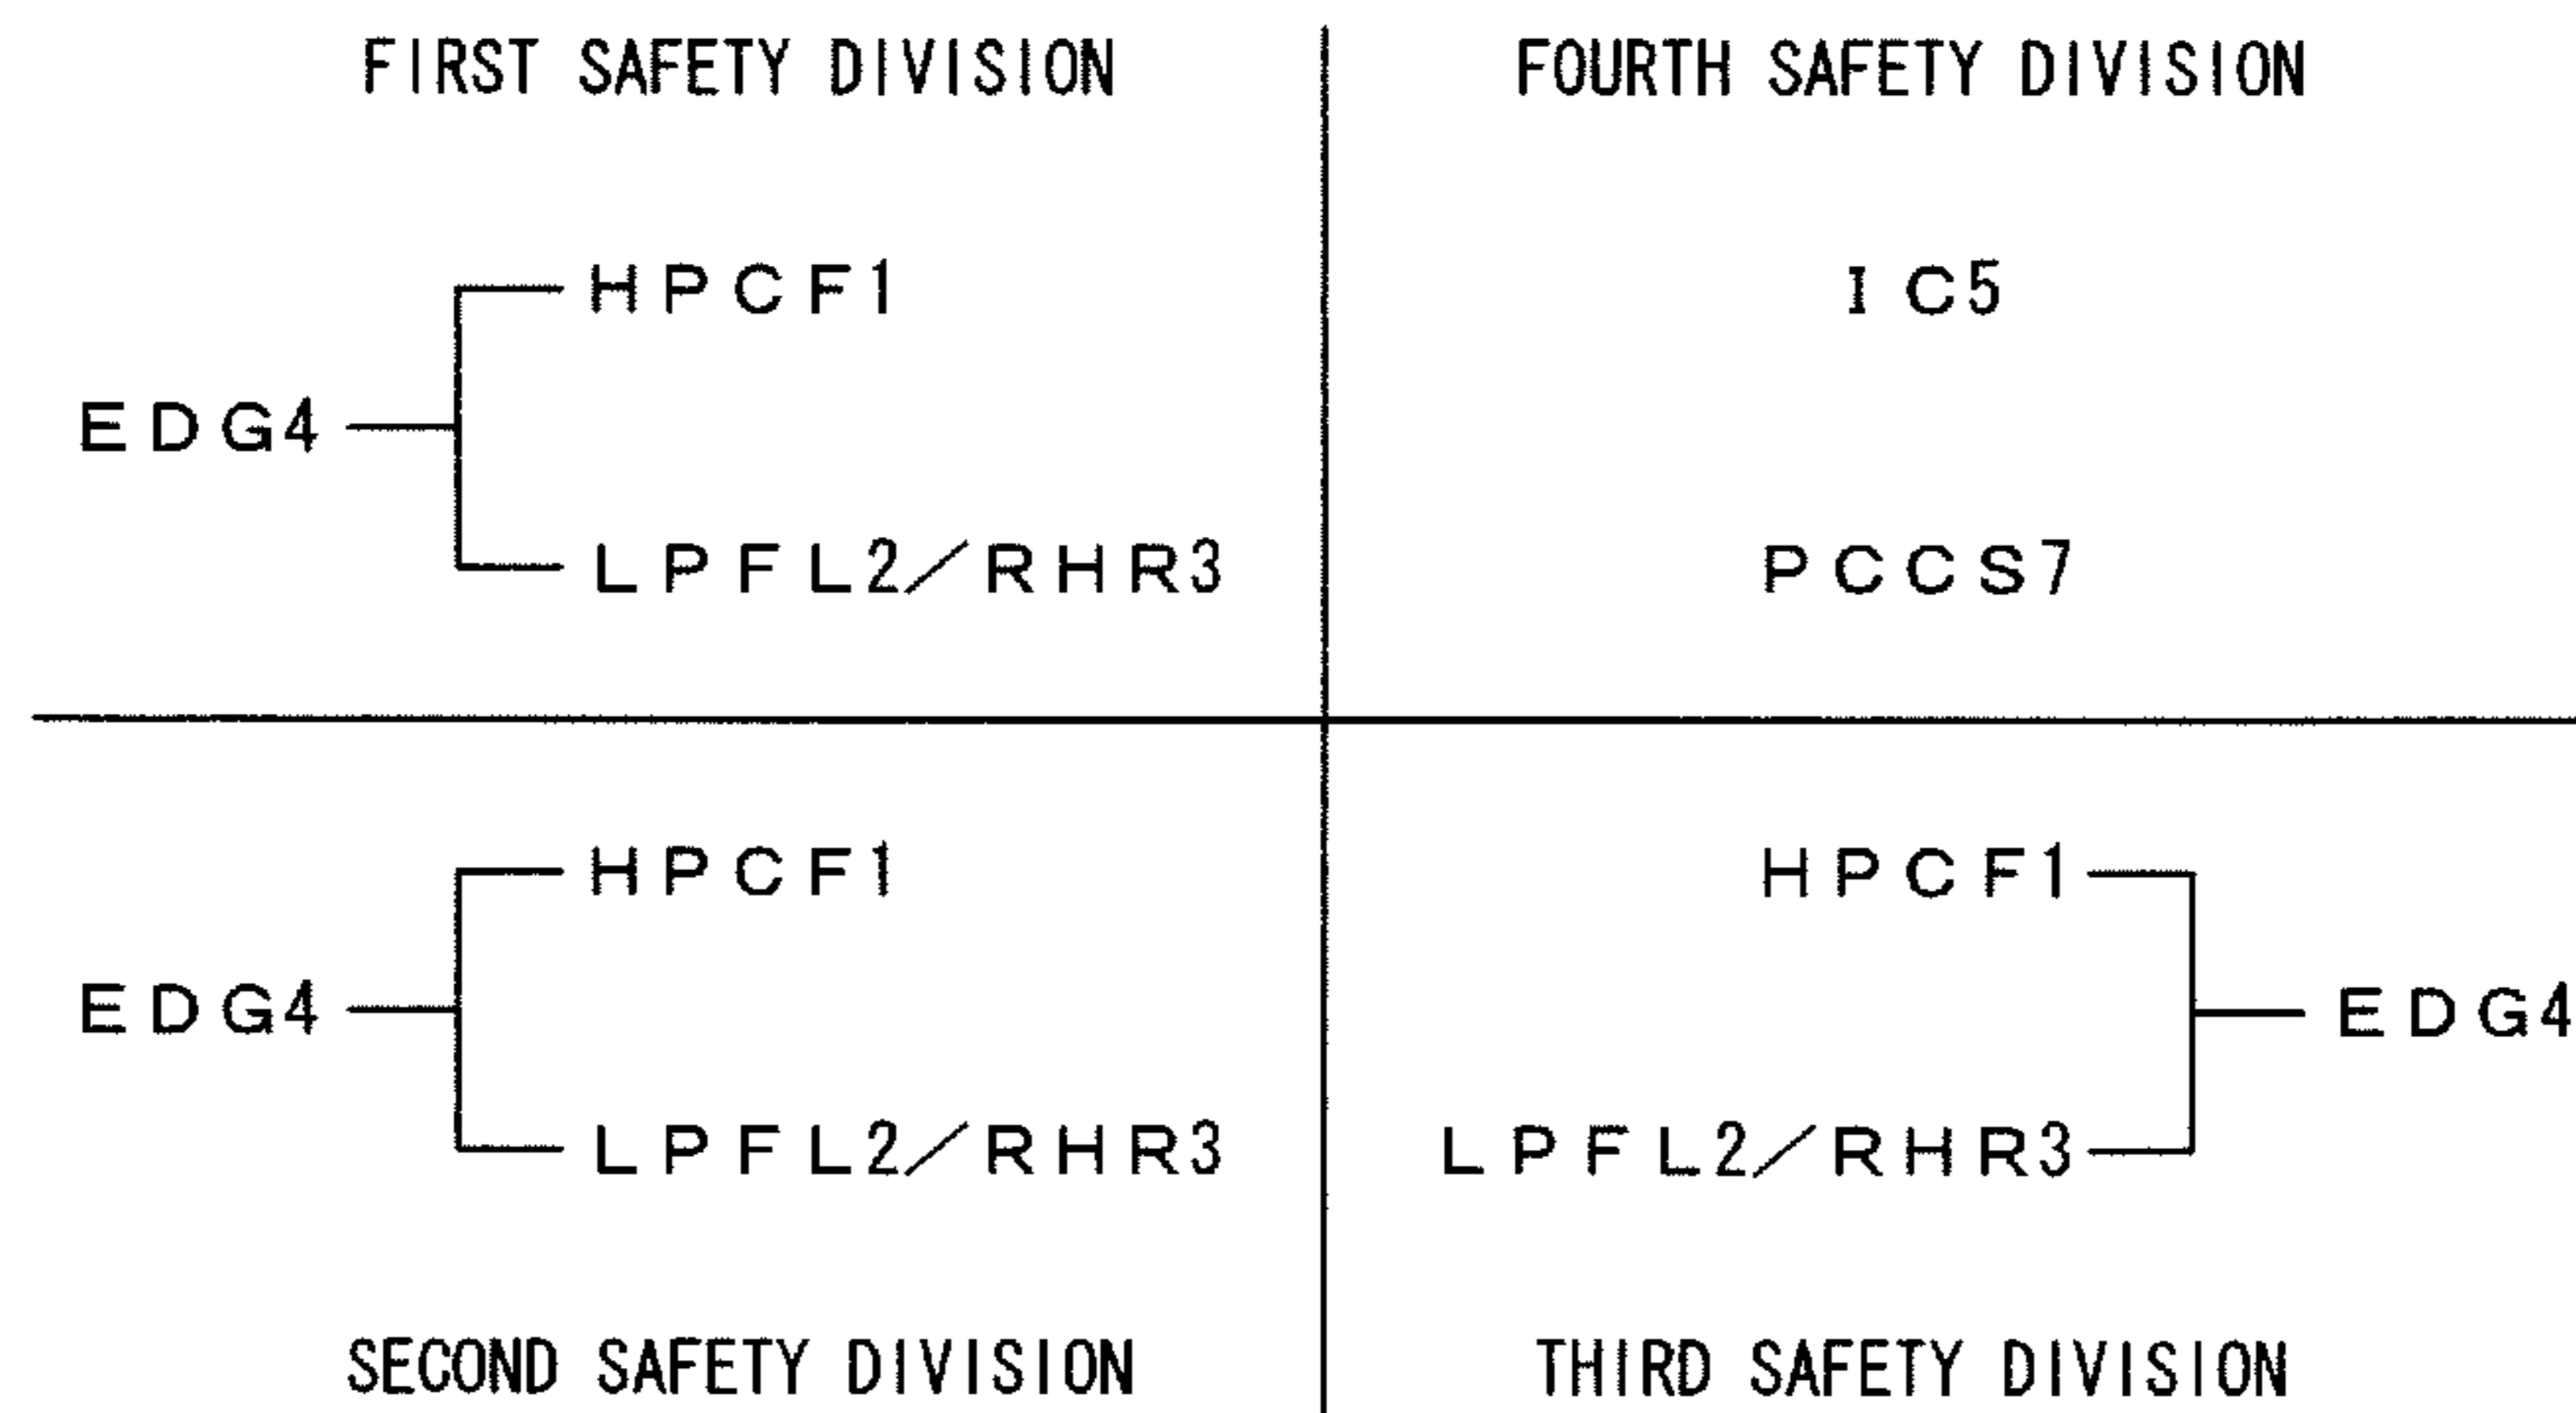 FIRST SAFETY DIVISION
HPCF1
EDG4
LPFL2/RHR3
FOURTH SAFETY DIVISION
IC5
PCCS7
HPCF1
EDG4
LPFL2/RHR3
SECOND SAFETY DIVISION
HPCF1
EDG4
LPFL2/RHR3
THIRD SAFETY DIVISION